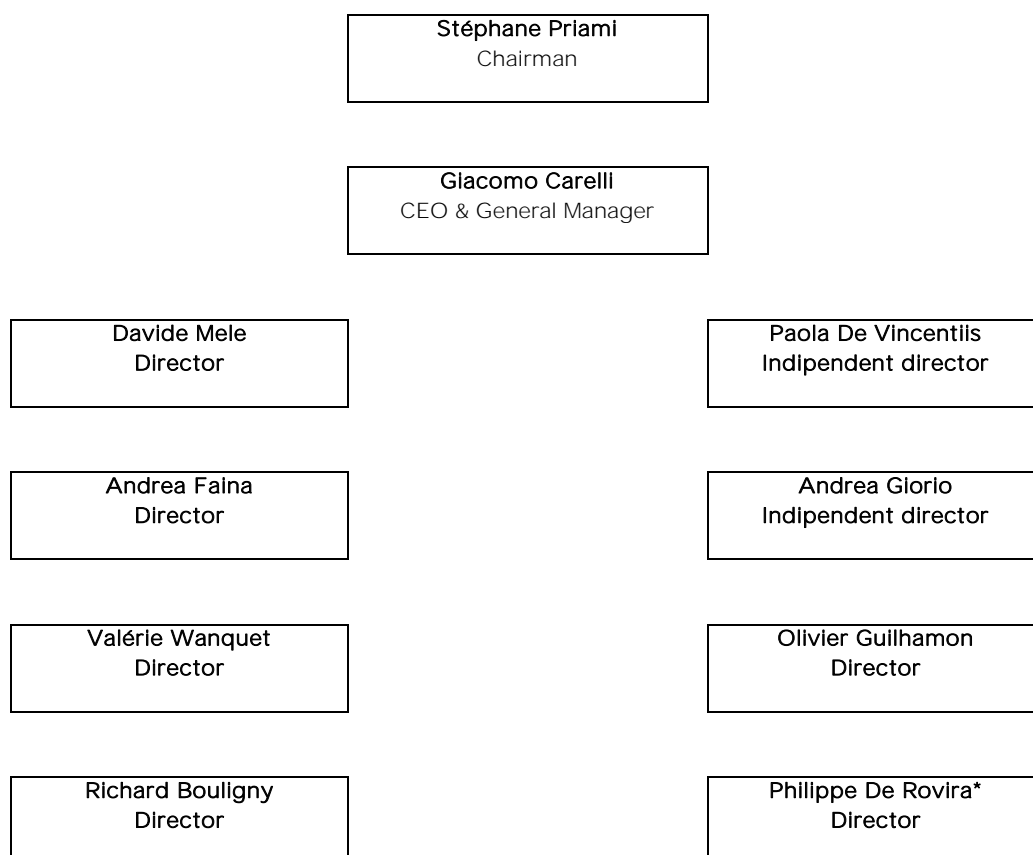 Stéphane Priami
Chairman
Giacomo Carelli
CEO & General Manager
Davide Mele
Director
Paola De Vincentiis
Indipendent director
Andrea Faina
Director
Andrea Giorio
Indipendent director
Valérie Wanquet
Director
Olivier Guilhamon
Director
Richard Bouligny
Director
Philippe De Rovira*
Director